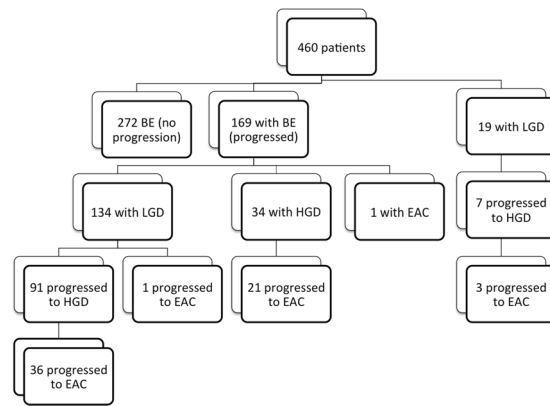 460 patients
272 BE (no
progression)
169 with BE
(progressed)
19 with LGD
134 with LGD
34 with HGD
1 with EAC
7 progressed
to HGD
91 progressed
to HGD
1 progressed
to EAC
21 progressed
to EAC
3 progressed
to EAC
36 progressed
to EAC